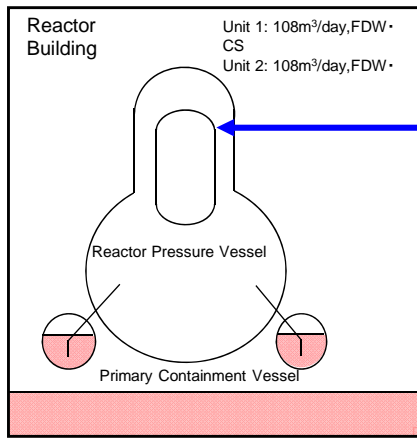 Reactor
Building
Unit 1: 108m³/day,FDW・
CS
Unit 2: 108m³/day,FDW・
Reactor Pressure Vessel
Primary Containment Vessel